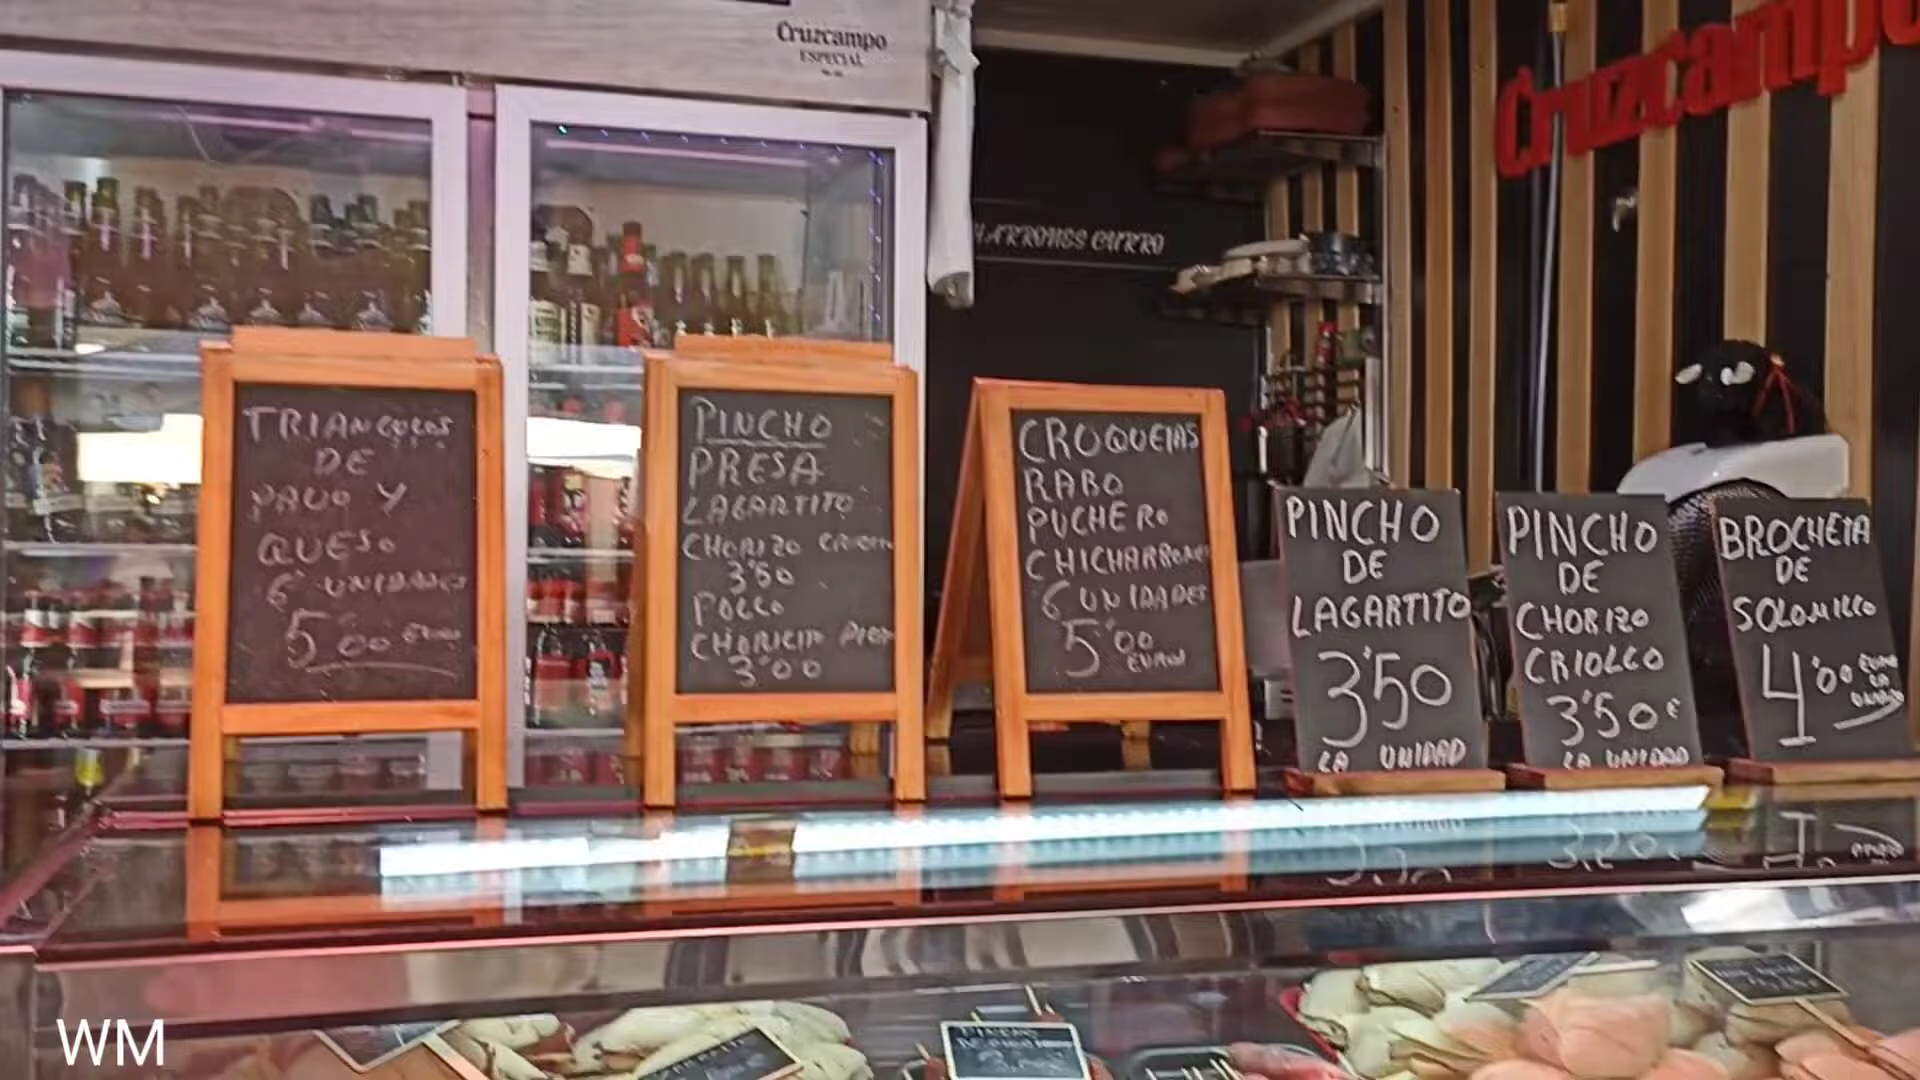 Cruzcampo
ESPECIAL
Cruzcampo
CURRO
TRIANGULOS
DE
PAVO Y
QUESO
6 UNIDADES
5'00 EUROS
PINCHO
PRESA
LAGARTITO
CHORIZO CRIOLLO
3'50
POLLO
CHORICITO
3'00
CROQUETAS
RABO
PUCHERO
CHICHARRONES
6 UNIDADES
5'00
EUROS
PINCHO
DE
LAGARTITO
3'50
LA UNIDAD
PINCHO
DE
CHORIZO
CRIOLLO
3'50 €
LA UNIDAD
BROCHETA
DE
SOLOMILLO
4'00 EUROS
LA
UNIDAD
WM